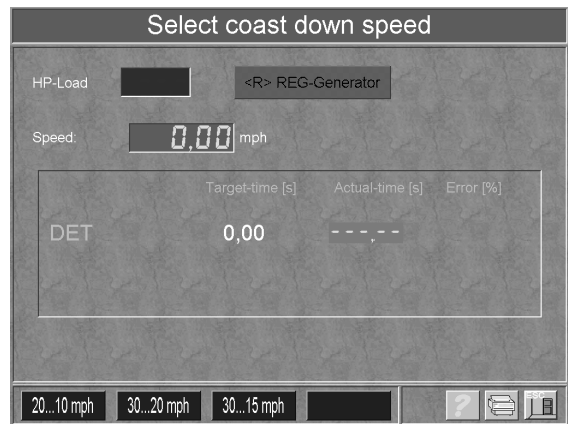 Select coast down speed
HP-Load <R> REG-Generator
Speed: 0,00 mph
Target-time [s] Actual-time [s] Error [%]
DET 0,00 ---,--
20...10 mph 30...20 mph 30...15 mph ? ESC